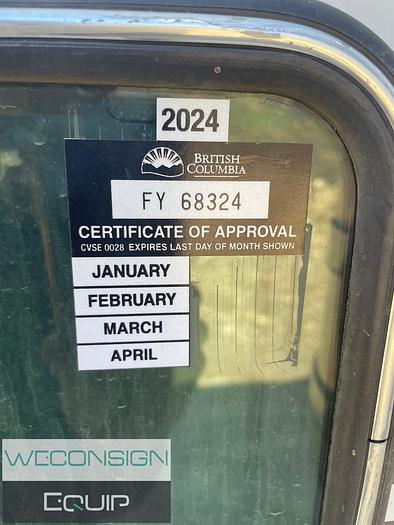 2024
BRITISH
COLUMBIA
FY 68324
CERTIFICATE OF APPROVAL
CVSE 0028 EXPIRES LAST DAY OF MONTH SHOWN
JANUARY
FEBRUARY
MARCH
APRIL
WECONSIGN
EQUIP